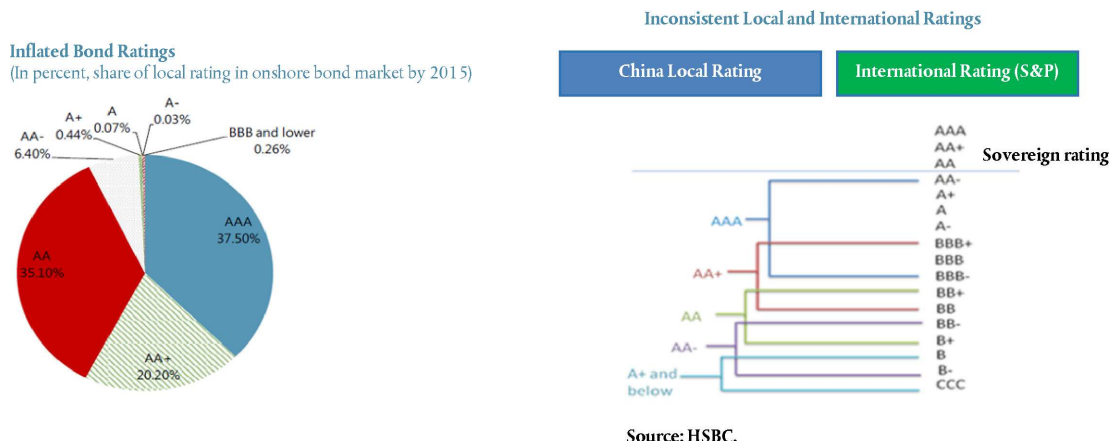 Inflated Bond Ratings
(In percent, share of local rating in onshore bond market by 2015)
A-
0.03%
A
0.07%
A+
0.44%
AA-
6.40%
BBB and lower
0.26%
AAA
37.50%
AA
35.10%
AA+
20.20%
Inconsistent Local and International Ratings
China Local Rating
International Rating (S&P)
AAA
AA+
AA
Sovereign rating
AA-
A+
A
A-
BBB+
BBB
BBB-
BB+
BB
BB-
B+
B
B-
CCC
AAA
AA+
AA
AA-
A+ and
below
Source: HSBC.